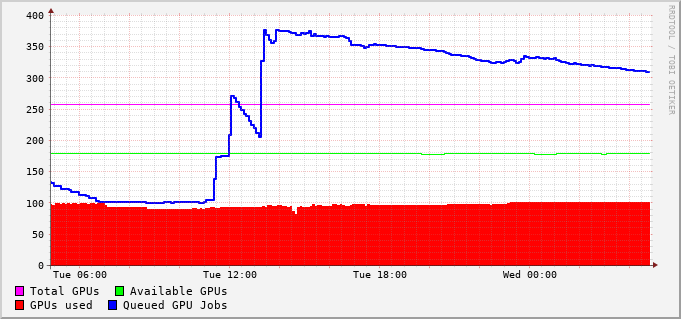 400
350
300
250
200
150
100
50
0
Tue 06:00 Tue 12:00 Tue 18:00 Wed 00:00
Total GPUs Available GPUs
GPUs used Queued GPU Jobs
RRDTOOL / TOBI OETIKER